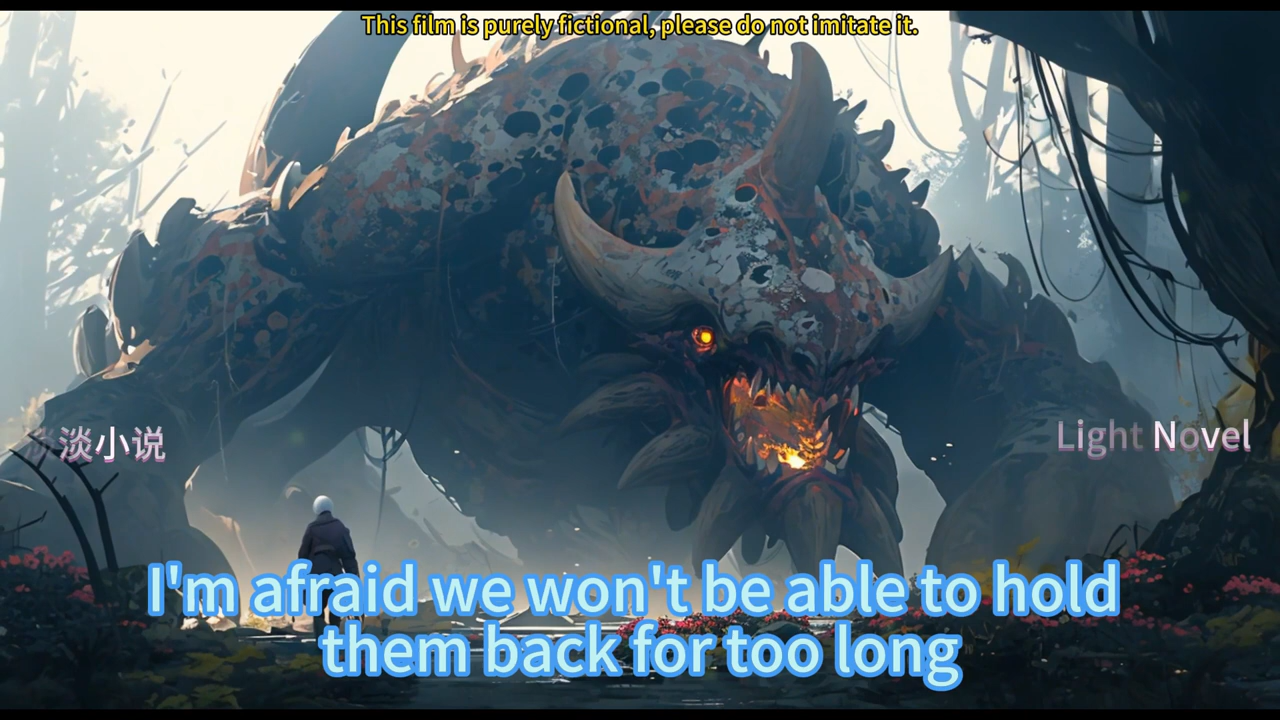 This film is purely fictional, please do not imitate it.
淡小说
Light Novel
I'm afraid we won't be able to hold
them back for too long